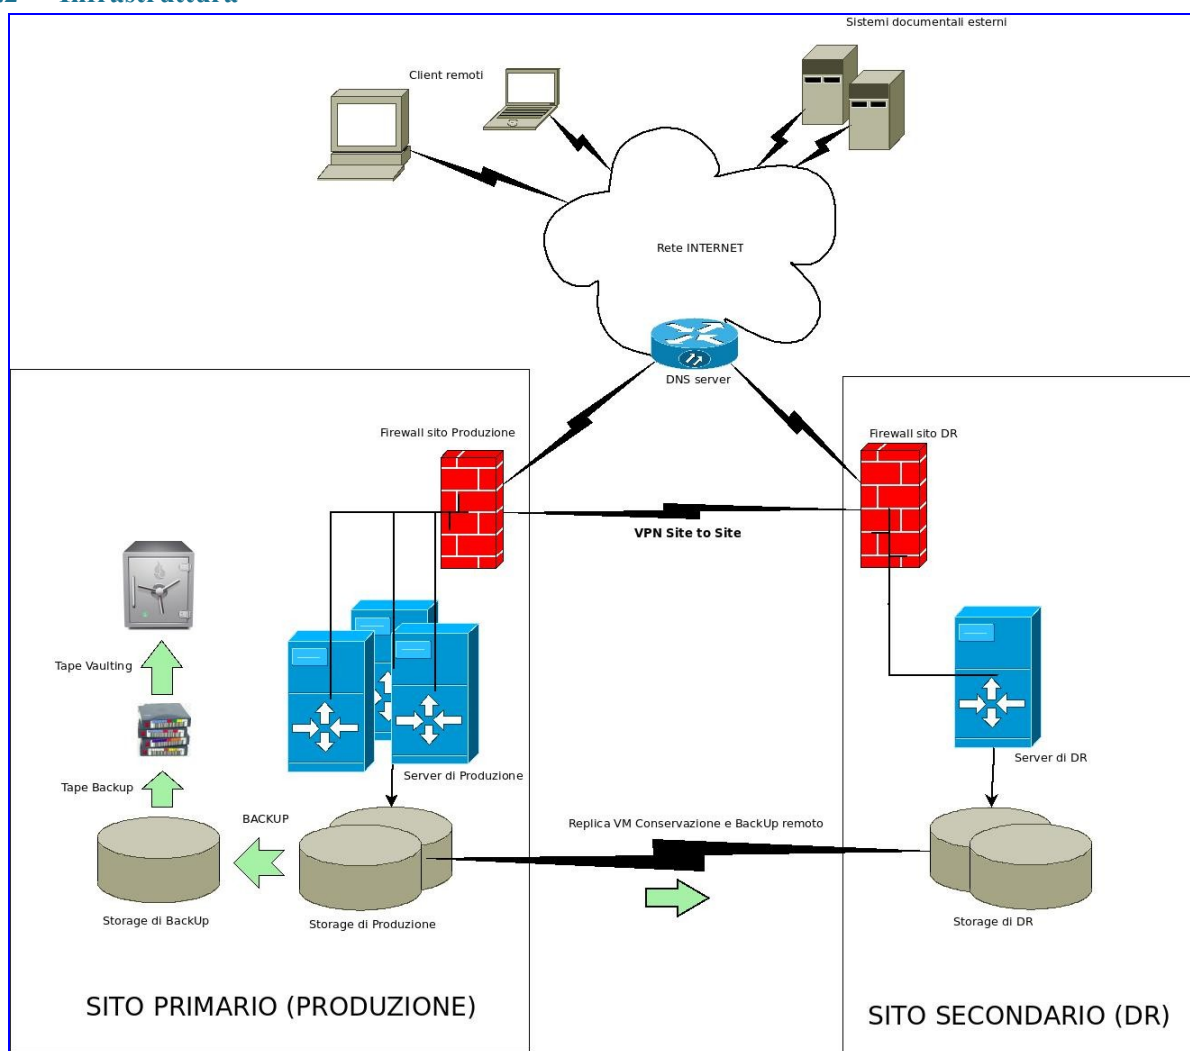 Infrastruttura
Sistemi documentali esterni
Client remoti
Rete INTERNET
DNS server
Firewall sito Produzione
Firewall sito DR
VPN Site to Site
Tape Vaulting
Server di Produzione
Server di DR
Tape Backup
BACKUP
Replica VM Conservazione e BackUp remoto
Storage di BackUp
Storage di Produzione
Storage di DR
SITO PRIMARIO (PRODUZIONE)
SITO SECONDARIO (DR)